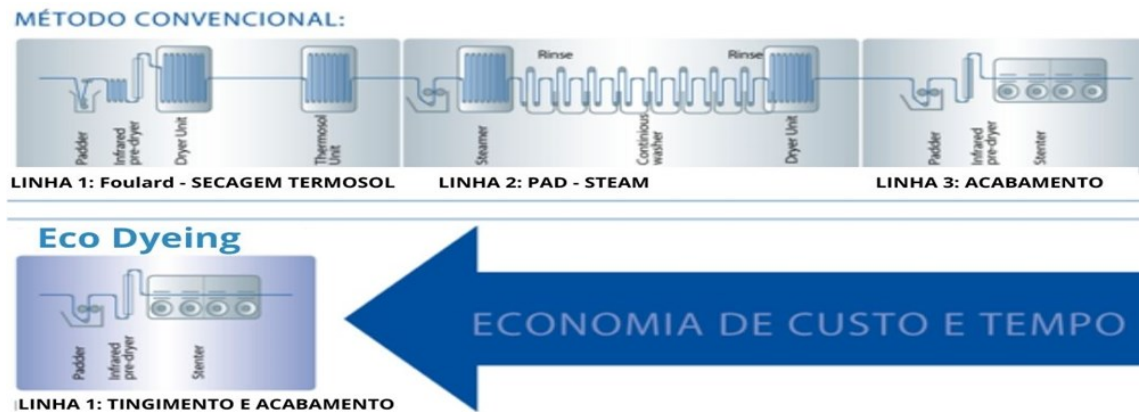 MÉTODO CONVENCIONAL:
Rinse
Rinse
Padder
Infrared
pre-dryer
Dryer Unit
Thermosol
Unit
Steamer
Continious
washer
Dryer Unit
Padder
Infrared
pre-dryer
Stenter
LINHA 1: Foulard - SECAGEM TERMOSOL
LINHA 2: PAD - STEAM
LINHA 3: ACABAMENTO
Eco Dyeing
Padder
Infrared
pre-dryer
Stenter
ECONOMIA DE CUSTO E TEMPO
LINHA 1: TINGIMENTO E ACABAMENTO